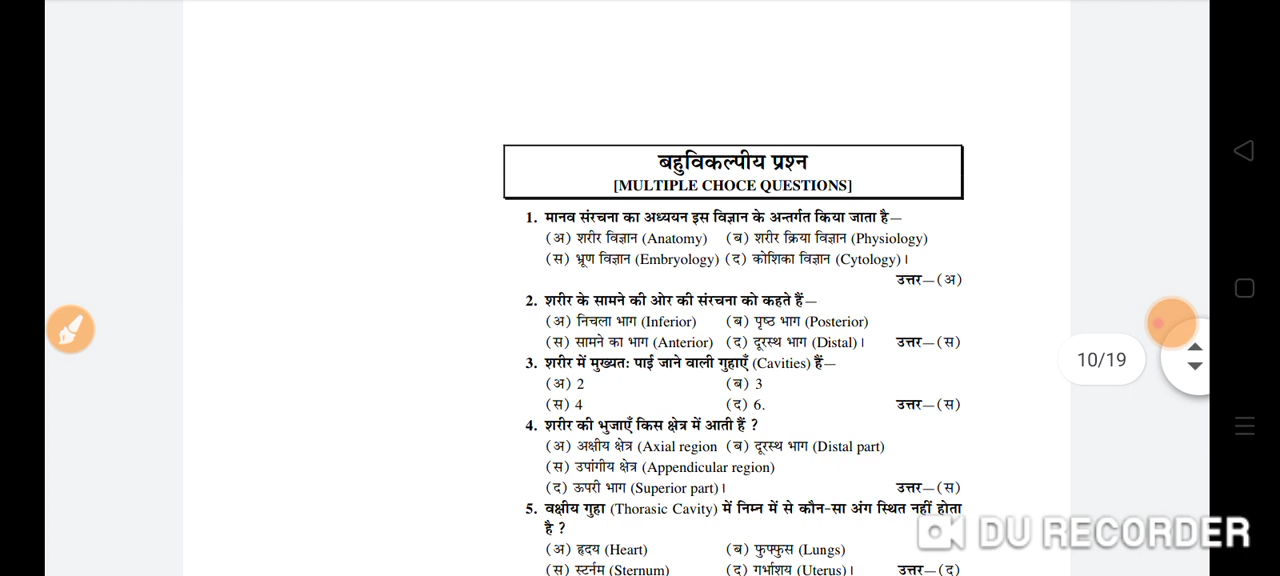 बहुविकल्पीय प्रश्न
[MULTIPLE CHOCE QUESTIONS]
1. मानव संरचना का अध्ययन इस विज्ञान के अन्तर्गत किया जाता है—
(अ) शरीर विज्ञान (Anatomy) (ब) शरीर क्रिया विज्ञान (Physiology)
(स) भ्रूण विज्ञान (Embryology) (द) कोशिका विज्ञान (Cytology)।
उत्तर—(अ)
2. शरीर के सामने की ओर की संरचना को कहते हैं—
(अ) निचला भाग (Inferior) (ब) पृष्ठ भाग (Posterior)
(स) सामने का भाग (Anterior) (द) दूरस्थ भाग (Distal)। उत्तर—(स)
3. शरीर में मुख्यतः पाई जाने वाली गुहाएँ (Cavities) हैं—
(अ) 2 (ब) 3
(स) 4 (द) 6. उत्तर—(स)
4. शरीर की भुजाएँ किस क्षेत्र में आती हैं ?
(अ) अक्षीय क्षेत्र (Axial region (ब) दूरस्थ भाग (Distal part)
(स) उपांगीय क्षेत्र (Appendicular region)
(द) ऊपरी भाग (Superior part)। उत्तर—(स)
5. वक्षीय गुहा (Thorasic Cavity) में निम्न में से कौन-सा अंग स्थित नहीं होता
है ?
(अ) हृदय (Heart) (ब) फुफ्फुस (Lungs)
(स) स्टर्नम (Sternum) (द) गर्भाशय (Uterus)। उत्तर—(द)
10/19
DU RECORDER